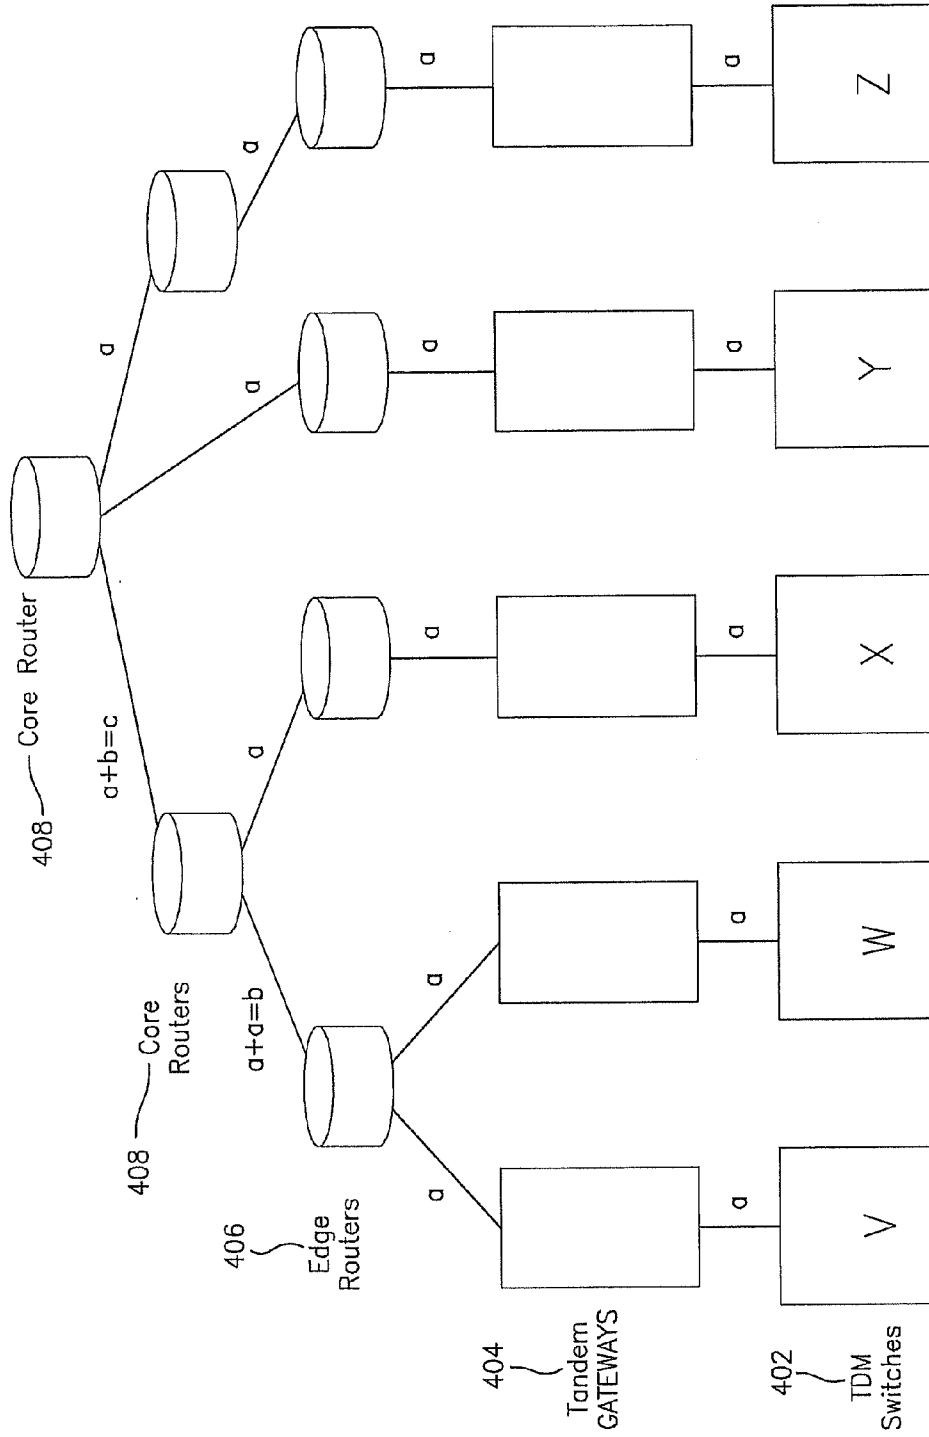 408 Core Router
a+b=c
a
408 Core
Routers
a+a=b
a
a
a
406
Edge
Routers
a
a
a
a
a
404
Tandem
GATEWAYS
a
a
a
a
a
402
TDM
Switches
V
W
X
Y
Z